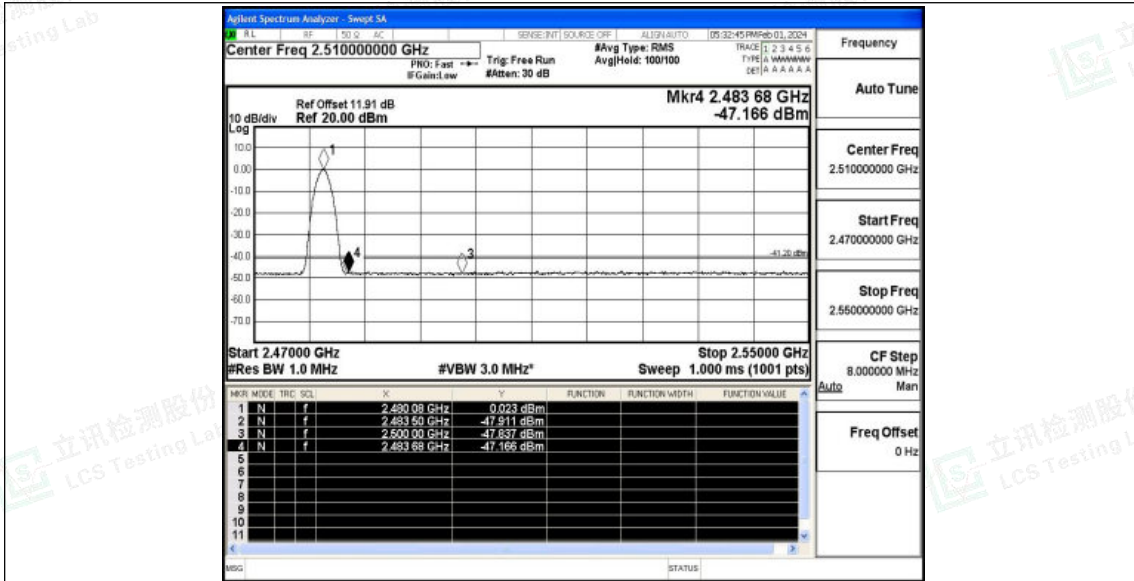 Agilent Spectrum Analyzer - Swept SA
RL RF 50 Ω AC SENSE:INT SOURCE OFF ALIGN AUTO 05:32:45 PM Feb 01, 2024
Center Freq 2.510000000 GHz
PNO: Fast
IFGain:Low
Trig: Free Run
#Atten: 30 dB
#Avg Type: RMS
Avg|Hold: 100/100
TRACE 1 2 3 4 5 6
TYPE A WWWWW
DET A A A A A A
Ref Offset 11.91 dB
10 dB/div Ref 20.00 dBm
Log
Mkr4 2.483 68 GHz
-47.166 dBm
10.0
0.00
-10.0
-20.0
-30.0
-40.0
-50.0
-60.0
-70.0
1
4
3
-41.20 dBm
Start 2.47000 GHz Stop 2.55000 GHz
#Res BW 1.0 MHz #VBW 3.0 MHz* Sweep 1.000 ms (1001 pts)
MKR MODE TRC SCL X Y FUNCTION FUNCTION WIDTH FUNCTION VALUE
1 N f 2.480 08 GHz 0.023 dBm
2 N f 2.483 50 GHz -47.911 dBm
3 N f 2.500 00 GHz -47.837 dBm
4 N f 2.483 68 GHz -47.166 dBm
5
6
7
8
9
10
11
MSG STATUS
Frequency
Auto Tune
Center Freq
2.510000000 GHz
Start Freq
2.470000000 GHz
Stop Freq
2.550000000 GHz
CF Step
8.000000 MHz
Auto Man
Freq Offset
0 Hz
立讯检测股份
LCS Testing Lab
立讯检测股份
LCS Testing Lab